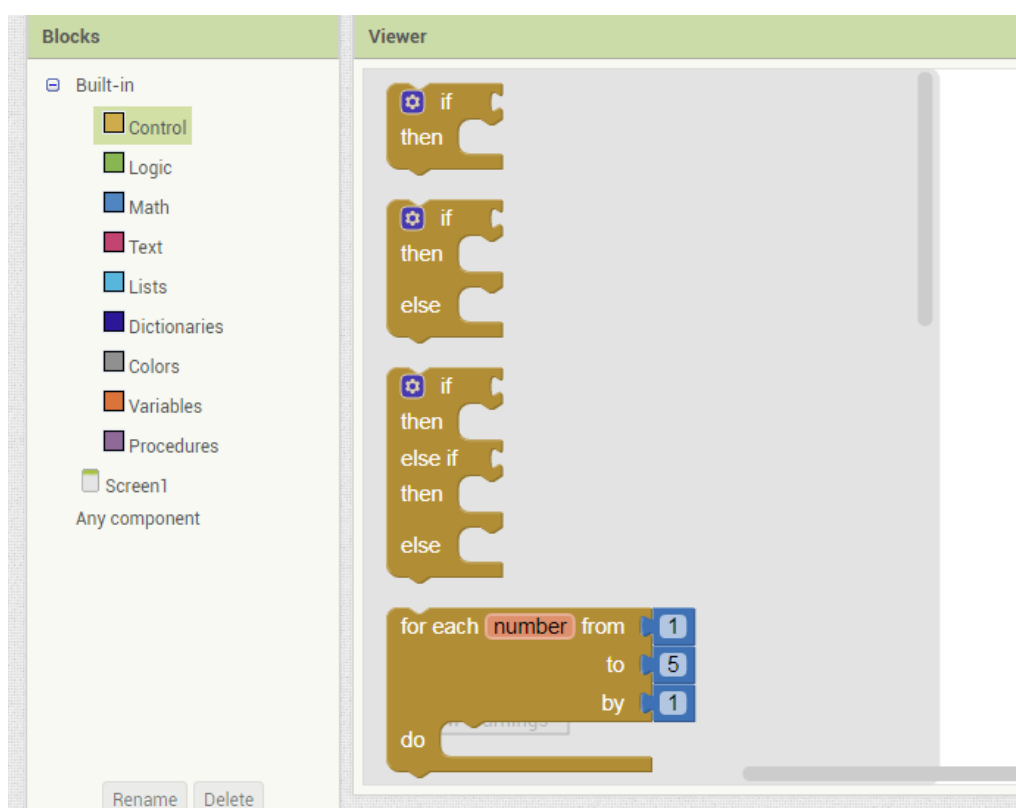 Blocks
Viewer
Built-in
Control
Logic
Math
Text
Lists
Dictionaries
Colors
Variables
Procedures
Screen1
Any component
Rename Delete
if
then
if
then
else
if
then
else if
then
else
for each number from 1
to 5
by 1
do